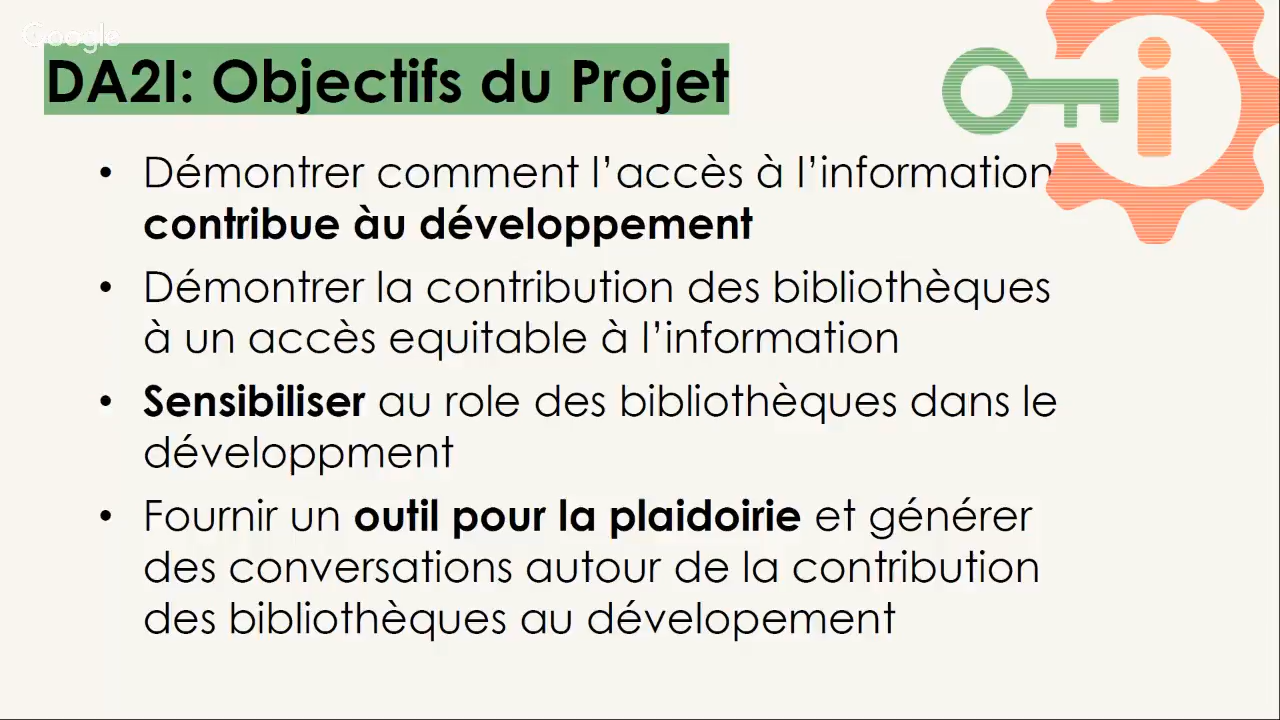 Google
DA2I: Objectifs du Projet
• Démontrer comment l’accès à l’information
contribue àu développement
• Démontrer la contribution des bibliothèques
à un accès equitable à l’information
• Sensibiliser au role des bibliothèques dans le
développment
• Fournir un outil pour la plaidoirie et générer
des conversations autour de la contribution
des bibliothèques au dévelopement